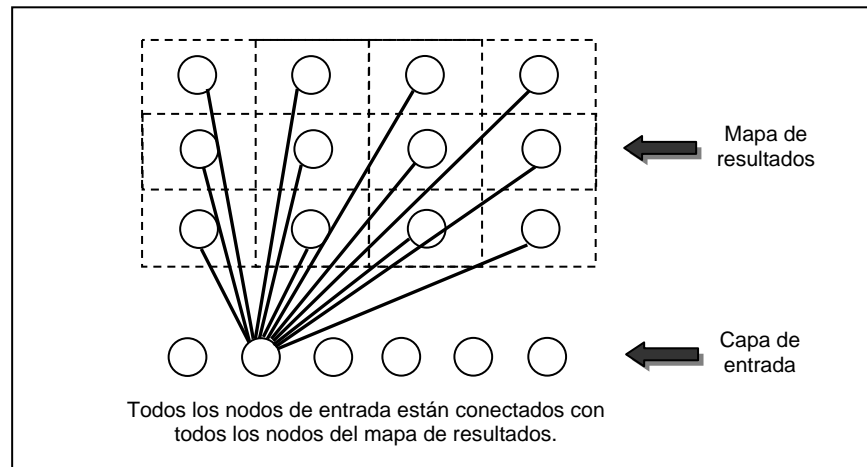 Mapa de
resultados
Capa de
entrada
Todos los nodos de entrada están conectados con
todos los nodos del mapa de resultados.